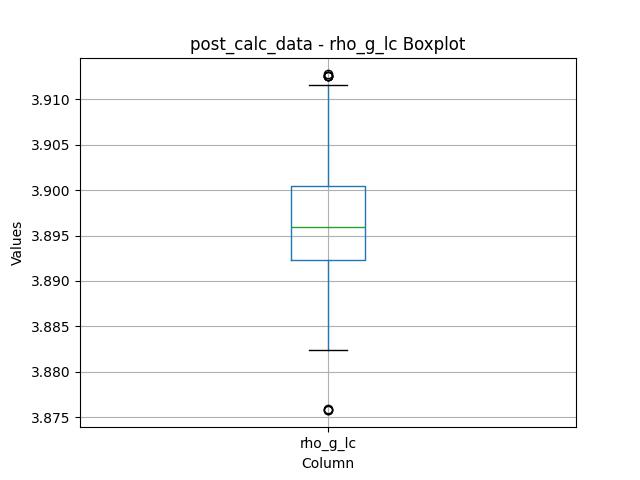 post_calc_data - rho_g_lc Boxplot
3.910
3.905
3.900
3.895
3.890
3.885
3.880
3.875
Values
rho_g_lc
Column